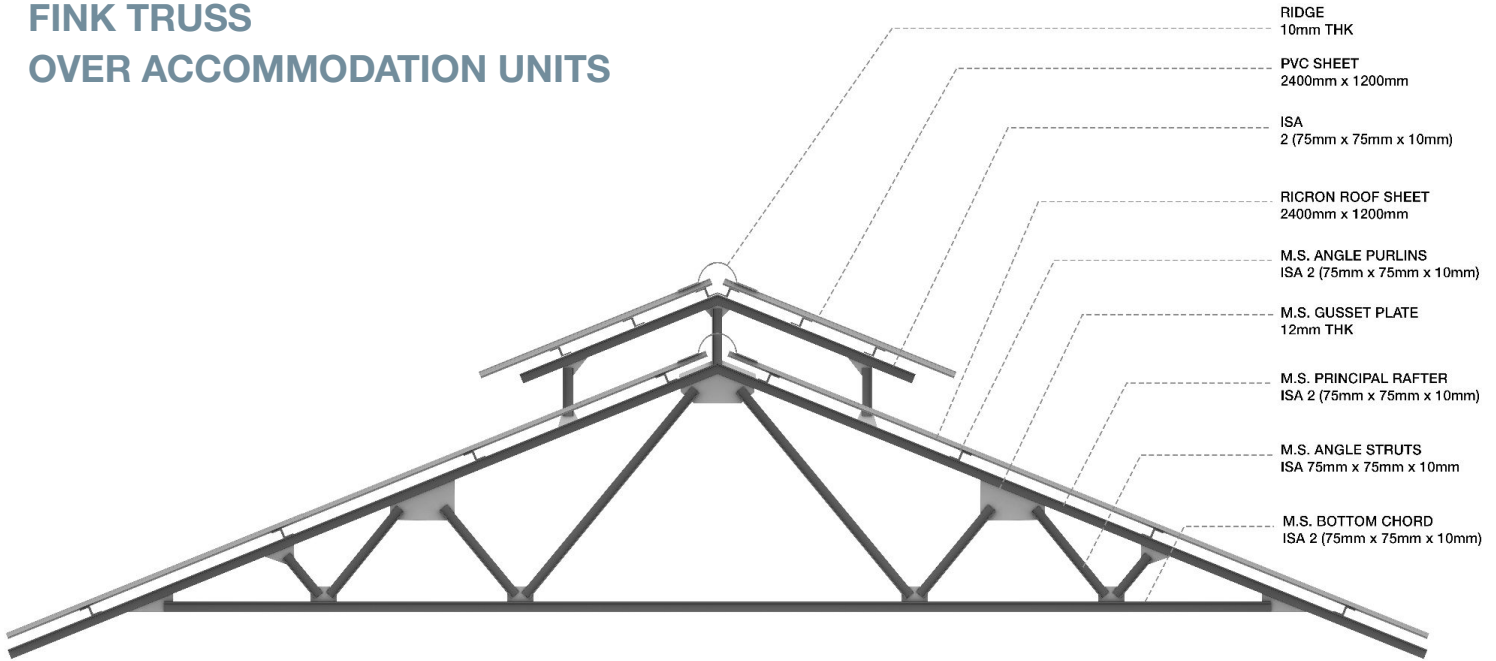 FINK TRUSS
OVER ACCOMMODATION UNITS
RIDGE
10mm THK
PVC SHEET
2400mm x 1200mm
ISA
2 (75mm x 75mm x 10mm)
RICRON ROOF SHEET
2400mm x 1200mm
M.S. ANGLE PURLINS
ISA 2 (75mm x 75mm x 10mm)
M.S. GUSSET PLATE
12mm THK
M.S. PRINCIPAL RAFTER
ISA 2 (75mm x 75mm x 10mm)
M.S. ANGLE STRUTS
ISA 75mm x 75mm x 10mm
M.S. BOTTOM CHORD
ISA 2 (75mm x 75mm x 10mm)